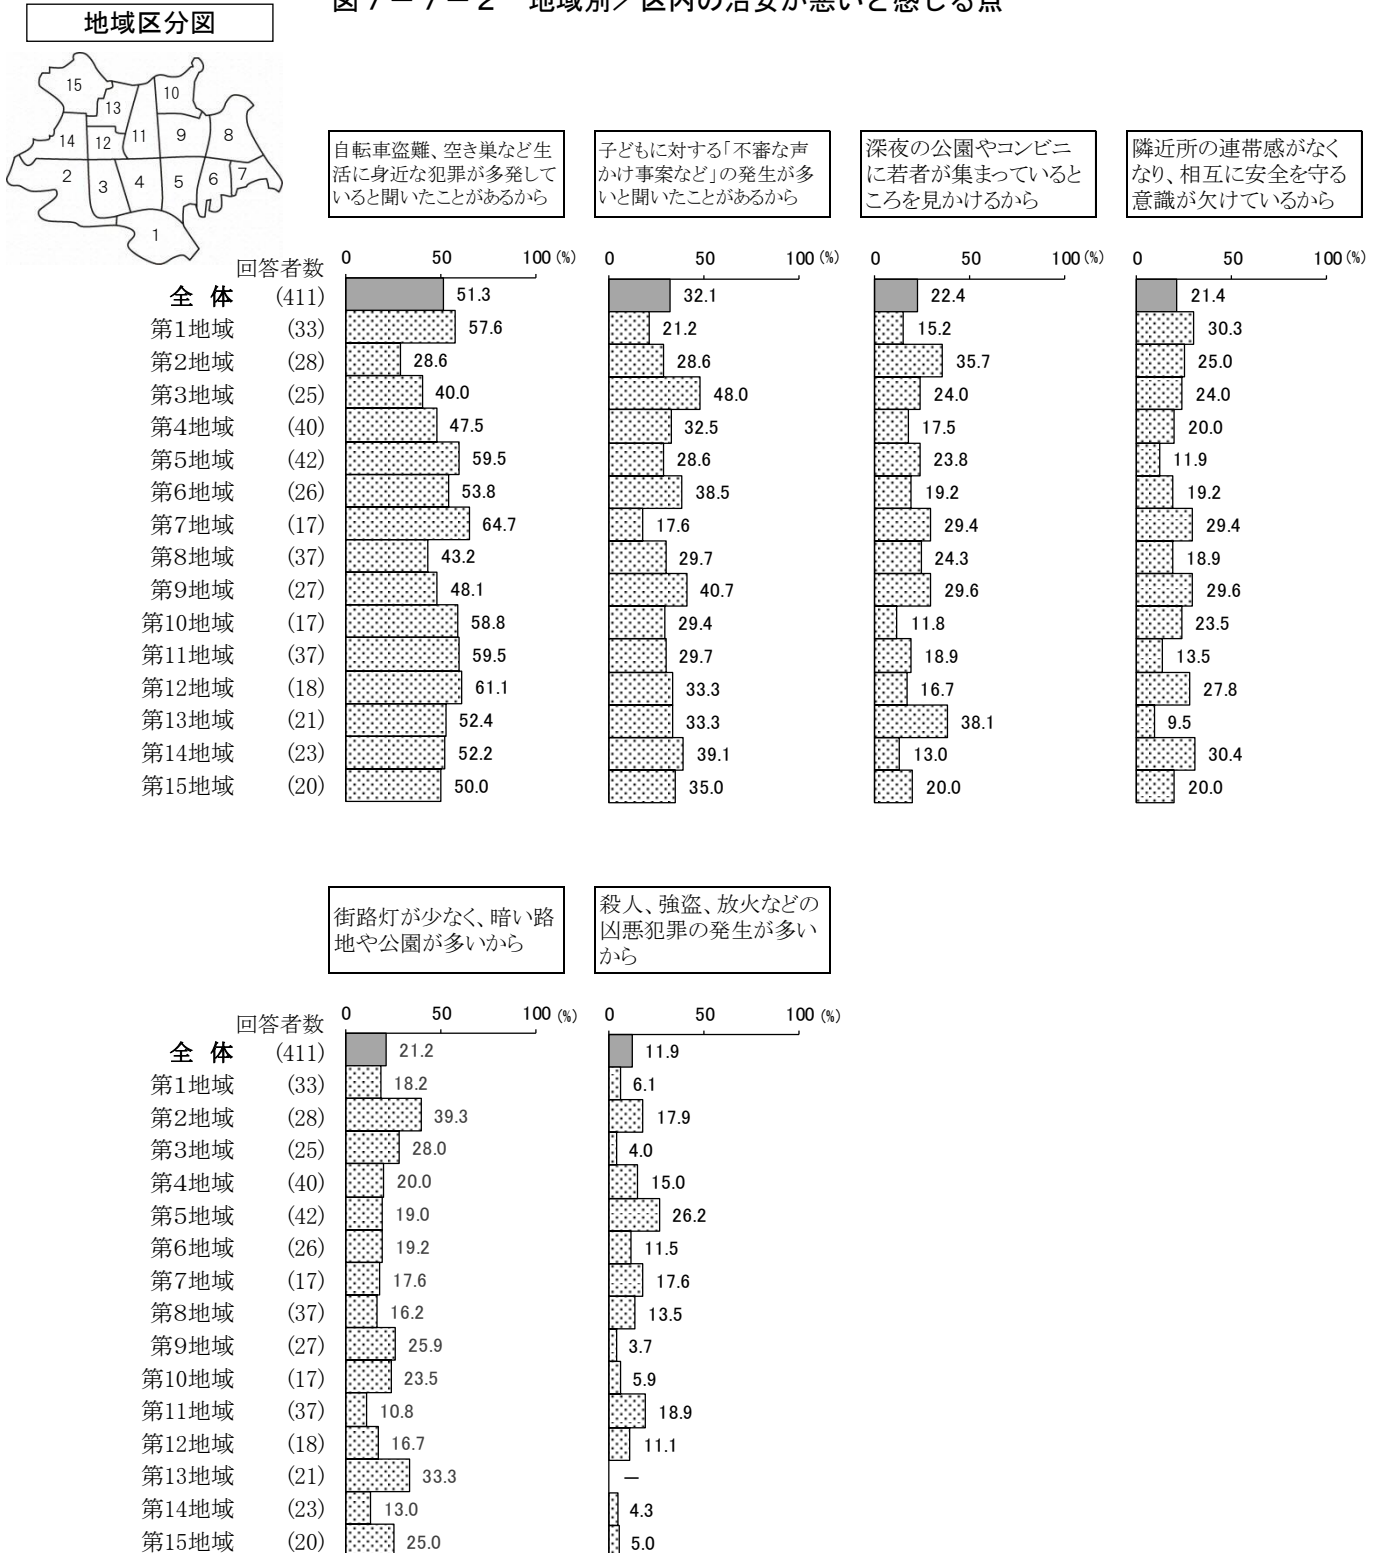 図7-7-2 地域別/区内の治安が悪いと感じる点
地域区分図
15
10
13
14
12
11
9
8
2
3
4
5
6
7
1
自転車盗難、空き巣など生
活に身近な犯罪が多発して
いると聞いたことがあるから
子どもに対する「不審な声
かけ事案など」の発生が多
いと聞いたことがあるから
深夜の公園やコンビニ
に若者が集まっていると
ころを見かけるから
隣近所の連帯感がなく
なり、相互に安全を守る
意識が欠けているから
回答者数 0 50 100 (%) 0 50 100 (%) 0 50 100 (%) 0 50 100 (%)
全 体 (411) 51.3 32.1 22.4 21.4
第1地域 (33) 57.6 21.2 15.2 30.3
第2地域 (28) 28.6 28.6 35.7 25.0
第3地域 (25) 40.0 48.0 24.0 24.0
第4地域 (40) 47.5 32.5 17.5 20.0
第5地域 (42) 59.5 28.6 23.8 11.9
第6地域 (26) 53.8 38.5 19.2 19.2
第7地域 (17) 64.7 17.6 29.4 29.4
第8地域 (37) 43.2 29.7 24.3 18.9
第9地域 (27) 48.1 40.7 29.6 29.6
第10地域 (17) 58.8 29.4 11.8 23.5
第11地域 (37) 59.5 29.7 18.9 13.5
第12地域 (18) 61.1 33.3 16.7 27.8
第13地域 (21) 52.4 33.3 38.1 9.5
第14地域 (23) 52.2 39.1 13.0 30.4
第15地域 (20) 50.0 35.0 20.0 20.0
街路灯が少なく、暗い路
地や公園が多いから
殺人、強盗、放火などの
凶悪犯罪の発生が多い
から
回答者数 0 50 100 (%) 0 50 100 (%)
全 体 (411) 21.2 11.9
第1地域 (33) 18.2 6.1
第2地域 (28) 39.3 17.9
第3地域 (25) 28.0 4.0
第4地域 (40) 20.0 15.0
第5地域 (42) 19.0 26.2
第6地域 (26) 19.2 11.5
第7地域 (17) 17.6 17.6
第8地域 (37) 16.2 13.5
第9地域 (27) 25.9 3.7
第10地域 (17) 23.5 5.9
第11地域 (37) 10.8 18.9
第12地域 (18) 16.7 11.1
第13地域 (21) 33.3 －
第14地域 (23) 13.0 4.3
第15地域 (20) 25.0 5.0